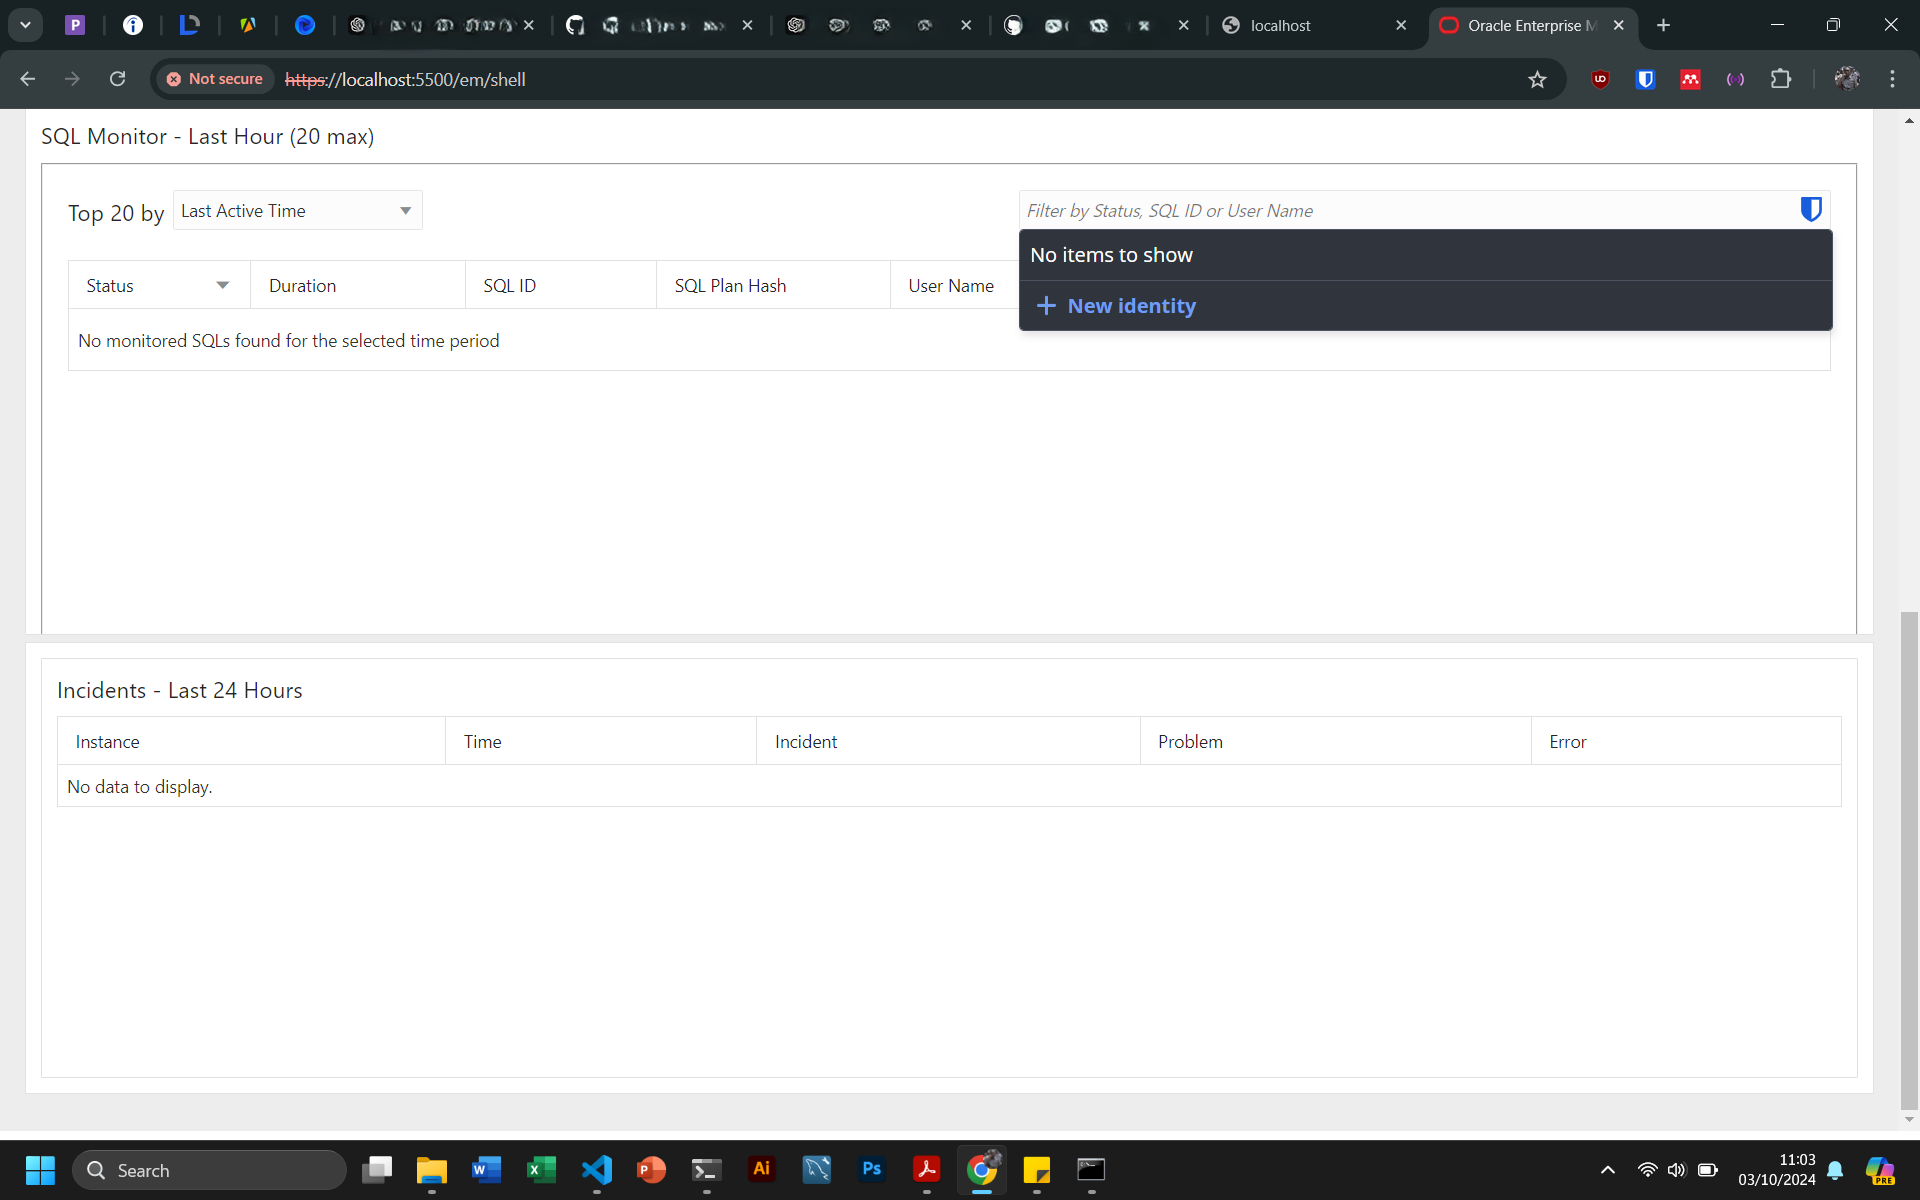 localhost
Oracle Enterprise M
Not secure
https://localhost:5500/em/shell
SQL Monitor - Last Hour (20 max)
Top 20 by
Last Active Time
Filter by Status, SQL ID or User Name
No items to show
New identity
Status
Duration
SQL ID
SQL Plan Hash
User Name
No monitored SQLs found for the selected time period
Incidents - Last 24 Hours
Instance
Time
Incident
Problem
Error
No data to display.
Search
11:03
03/10/2024